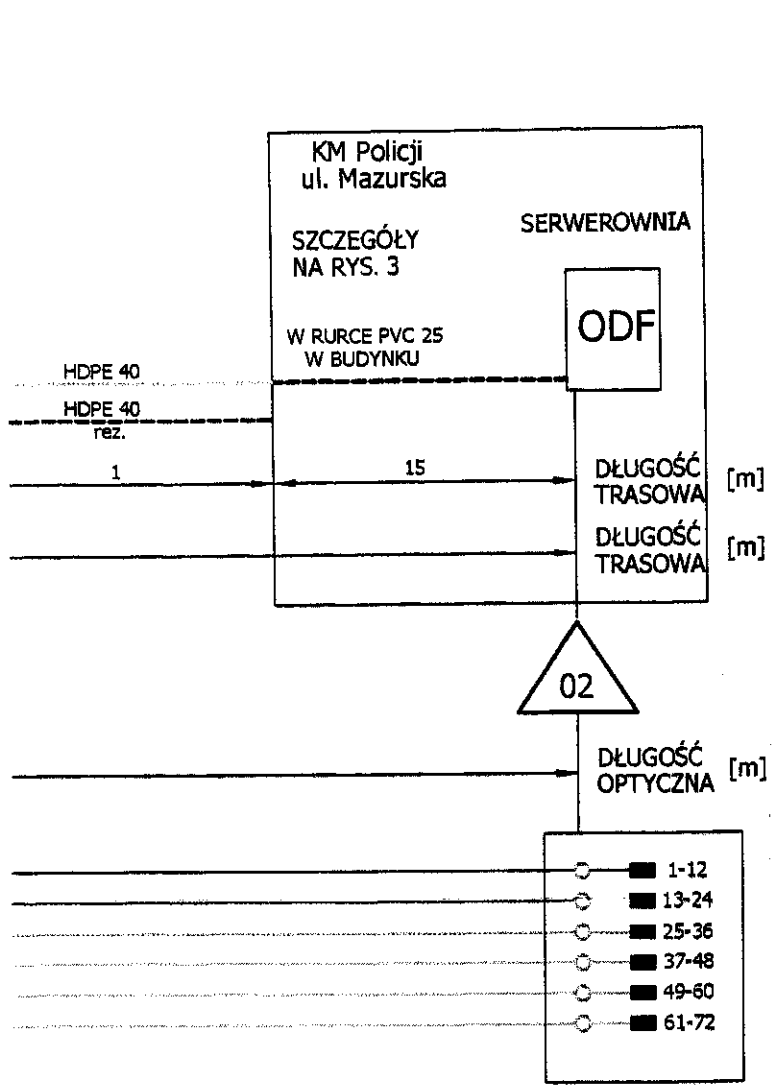 KM Policji
ul. Mazurska
SERWEROWNIA
SZCZEGÓŁY
NA RYS. 3
ODF
W RURCE PVC 25
W BUDYNKU
HDPE 40
HDPE 40
rez.
1
15
DŁUGOŚĆ
TRASOWA
[m]
DŁUGOŚĆ
TRASOWA
[m]
02
DŁUGOŚĆ
OPTYCZNA
[m]
1-12
13-24
25-36
37-48
49-60
61-72